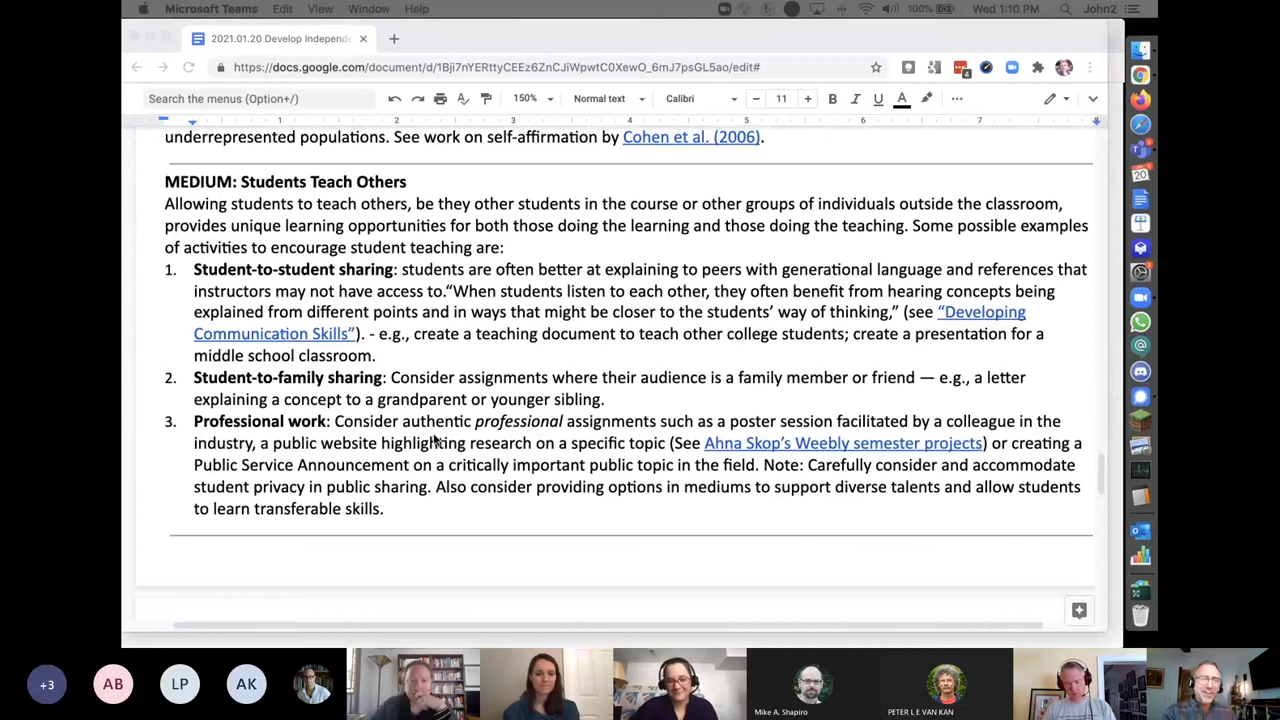 Microsoft Teams Edit View Window Help 100% Wed 1:10 PM John2
2021.01.20 Develop Independe
https://docs.google.com/document/d/1Bji7nYERttyCEEz6ZnCJiWpwtC0XewO_6mJ7psGL5ao/edit#
Search the menus (Option+/) 150% Normal text Calibri 11 B I U A
1 2 3 4 5 6 7 8
underrepresented populations. See work on self-affirmation by Cohen et al. (2006).
MEDIUM: Students Teach Others
Allowing students to teach others, be they other students in the course or other groups of individuals outside the classroom,
provides unique learning opportunities for both those doing the learning and those doing the teaching. Some possible examples
of activities to encourage student teaching are:
1. Student-to-student sharing: students are often better at explaining to peers with generational language and references that
instructors may not have access to.“When students listen to each other, they often benefit from hearing concepts being
explained from different points and in ways that might be closer to the students’ way of thinking,” (see “Developing
Communication Skills”). - e.g., create a teaching document to teach other college students; create a presentation for a
middle school classroom.
2. Student-to-family sharing: Consider assignments where their audience is a family member or friend — e.g., a letter
explaining a concept to a grandparent or younger sibling.
3. Professional work: Consider authentic professional assignments such as a poster session facilitated by a colleague in the
industry, a public website highlighting research on a specific topic (See Ahna Skop’s Weebly semester projects) or creating a
Public Service Announcement on a critically important public topic in the field. Note: Carefully consider and accommodate
student privacy in public sharing. Also consider providing options in mediums to support diverse talents and allow students
to learn transferable skills.
+3 AB LP AK
Mike A. Shapiro PETER L E VAN KAN